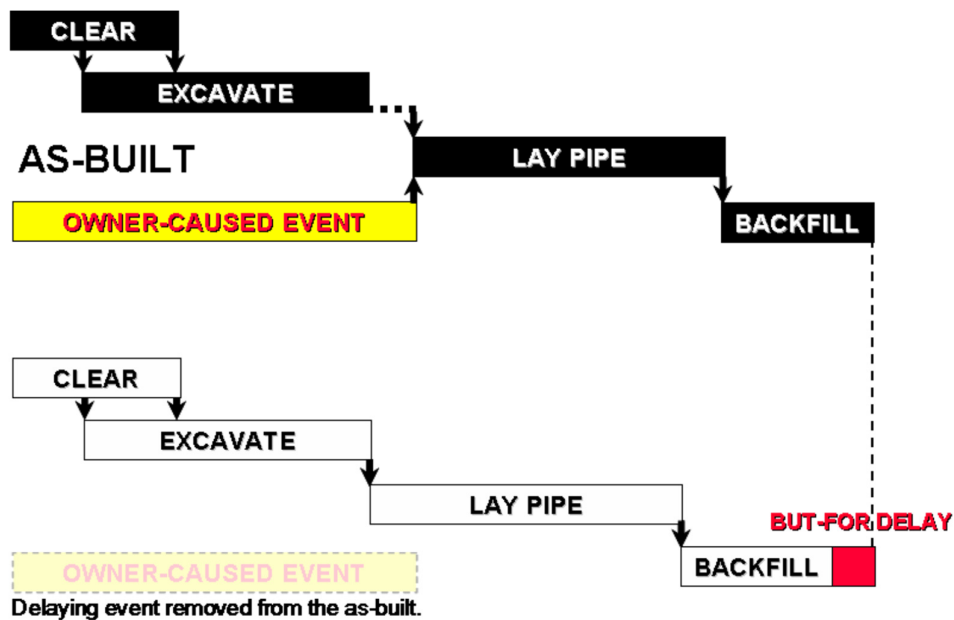 CLEAR
EXCAVATE
AS-BUILT
LAY PIPE
OWNER-CAUSED EVENT
BACKFILL
CLEAR
EXCAVATE
LAY PIPE
BUT-FOR DELAY
BACKFILL
OWNER-CAUSED EVENT
Delaying event removed from the as-built.